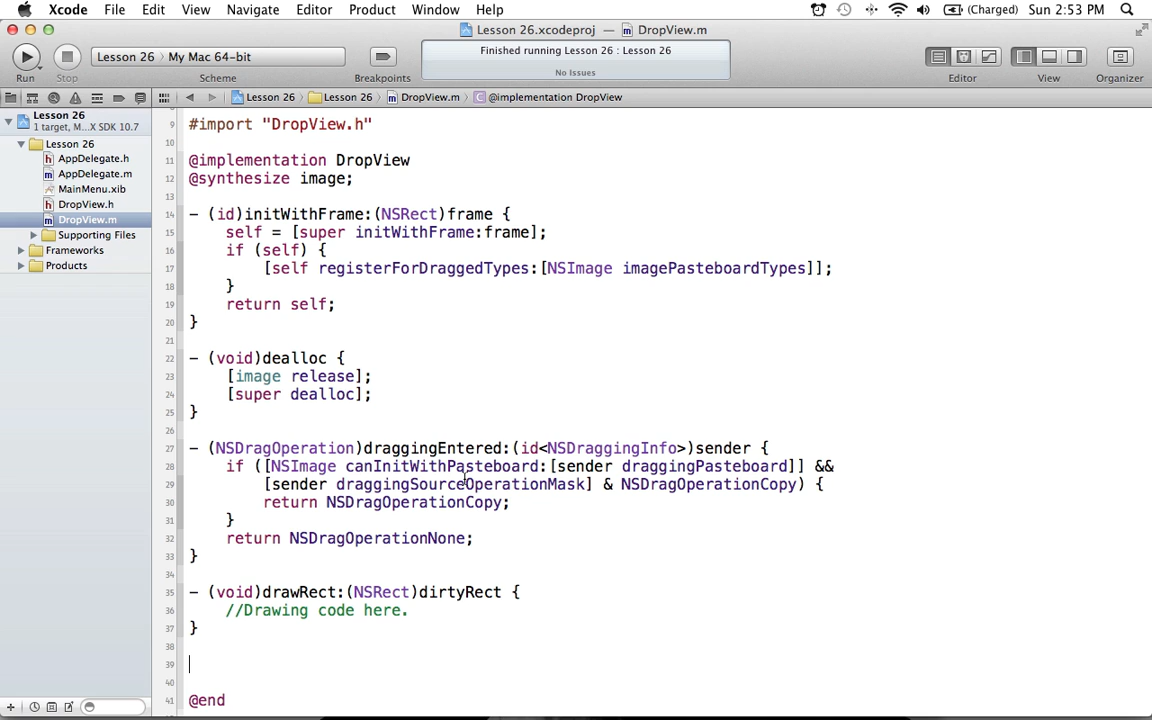 Xcode File Edit View Navigate Editor Product Window Help (Charged) Sun 2:53 PM
Lesson 26.xcodeproj — DropView.m
Lesson 26 › My Mac 64-bit
Finished running Lesson 26 : Lesson 26
No Issues
Run Stop Scheme Breakpoints Editor View Organizer
Lesson 26 › Lesson 26 › DropView.m › @implementation DropView
Lesson 26
1 target, M...X SDK 10.7
Lesson 26
AppDelegate.h
AppDelegate.m
MainMenu.xib
DropView.h
DropView.m
Supporting Files
Frameworks
Products
9 #import "DropView.h"
10
11 @implementation DropView
12 @synthesize image;
13
14 - (id)initWithFrame:(NSRect)frame {
15 self = [super initWithFrame:frame];
16 if (self) {
17 [self registerForDraggedTypes:[NSImage imagePasteboardTypes]];
18 }
19 return self;
20 }
21
22 - (void)dealloc {
23 [image release];
24 [super dealloc];
25 }
26
27 - (NSDragOperation)draggingEntered:(id<NSDraggingInfo>)sender {
28 if ([NSImage canInitWithPasteboard:[sender draggingPasteboard]] &&
29 [sender draggingSourceOperationMask] & NSDragOperationCopy) {
30 return NSDragOperationCopy;
31 }
32 return NSDragOperationNone;
33 }
34
35 - (void)drawRect:(NSRect)dirtyRect {
36 //Drawing code here.
37 }
38
39
40
41 @end